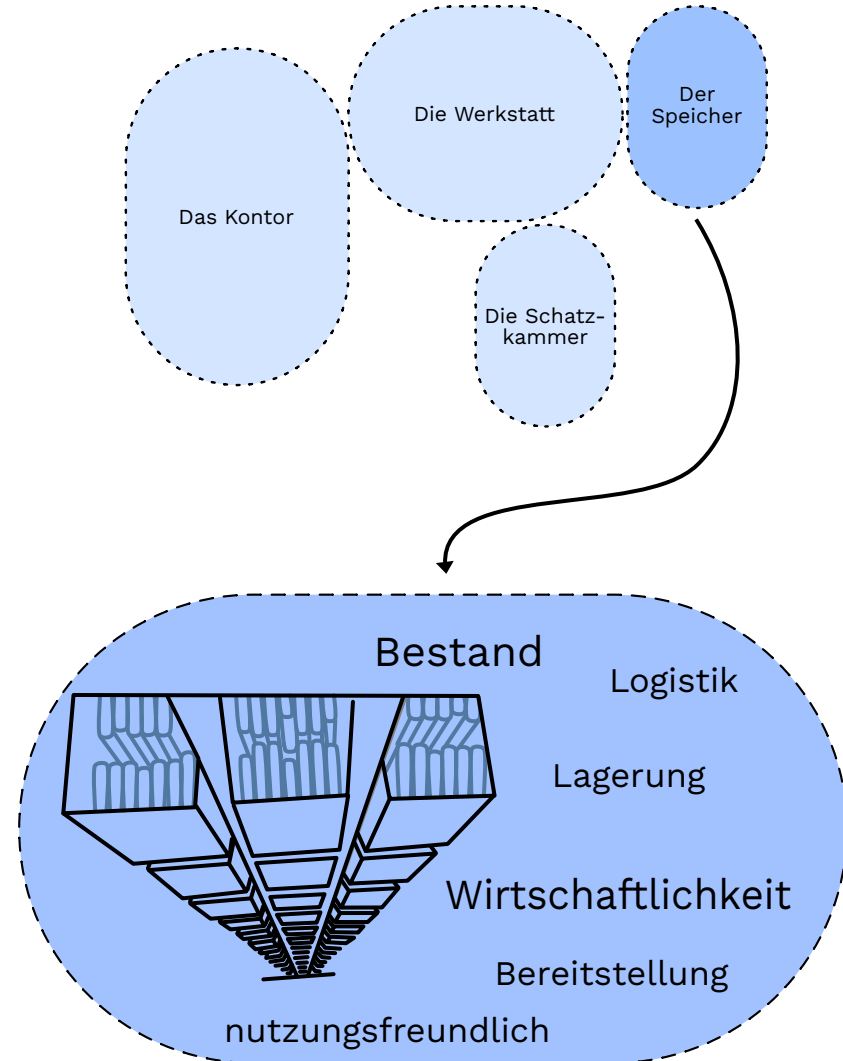 Der
Speicher
Die Werkstatt
Das Kontor
Die Schatz-
kammer
Bestand
Logistik
Lagerung
Wirtschaftlichkeit
Bereitstellung
nutzungsfreundlich